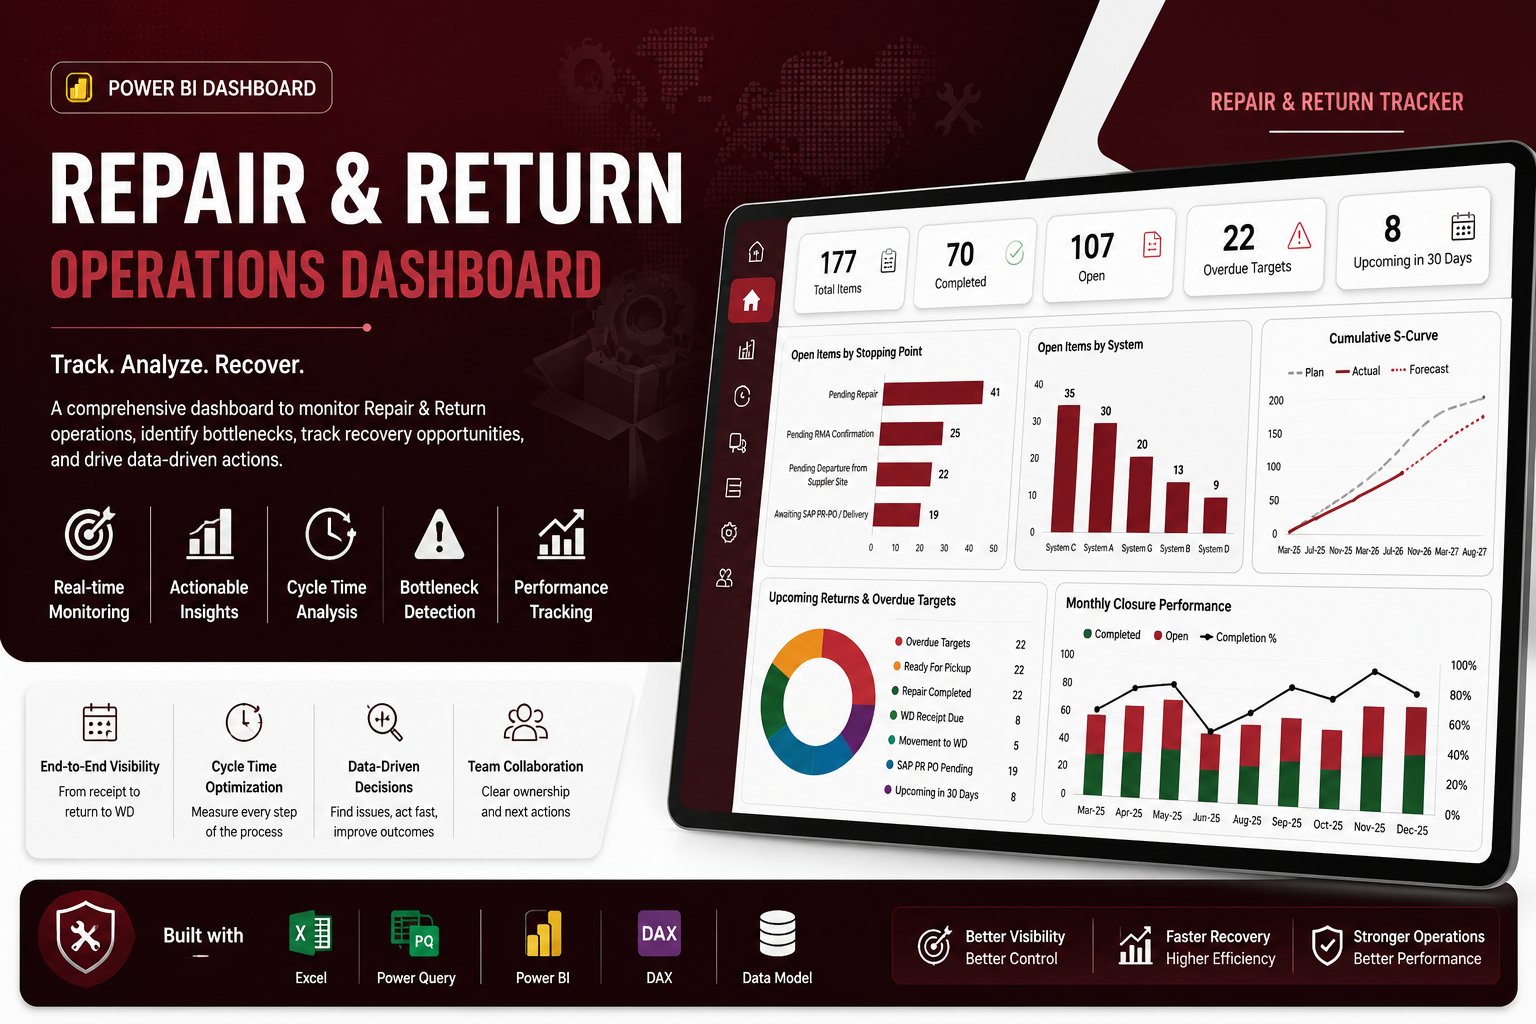 POWER BI DASHBOARD
REPAIR & RETURN
OPERATIONS DASHBOARD
Track. Analyze. Recover.
A comprehensive dashboard to monitor Repair & Return
operations, identify bottlenecks, track recovery opportunities,
and drive data-driven actions.
Real-time
Monitoring
Actionable
Insights
Cycle Time
Analysis
Bottleneck
Detection
Performance
Tracking
REPAIR & RETURN TRACKER
177
Total Items
70
Completed
107
Open
22
Overdue Targets
8
Upcoming in 30 Days
Open Items by Stopping Point
Pending Repair 41
Pending RMA Confirmation 25
Pending Departure from
Supplier Site 22
Awaiting SAP PR-PO / Delivery 19
0 10 20 30 40 50
Open Items by System
40
30
20
10
0
35
30
20
13
9
System C System A System G System B System D
Cumulative S-Curve
Plan Actual Forecast
200
150
100
50
0
Mar-25 Jul-25 Nov-25 Mar-26 Jul-26 Nov-26 Mar-27 Aug-27
Upcoming Returns & Overdue Targets
Overdue Targets 22
Ready For Pickup 22
Repair Completed 22
WD Receipt Due 8
Movement to WD 5
SAP PR PO Pending 19
Upcoming in 30 Days 8
Monthly Closure Performance
Completed Open Completion %
100
80
60
40
20
0
100%
80%
60%
40%
20%
0%
Mar-25 Apr-25 May-25 Jun-25 Aug-25 Sep-25 Oct-25 Nov-25 Dec-25
End-to-End Visibility
From receipt to
return to WD
Cycle Time
Optimization
Measure every step
of the process
Data-Driven
Decisions
Find issues, act fast,
improve outcomes
Team Collaboration
Clear ownership
and next actions
Built with
X
Excel
PQ
Power Query
Power BI
DAX
DAX
Data Model
Better Visibility
Better Control
Faster Recovery
Higher Efficiency
Stronger Operations
Better Performance